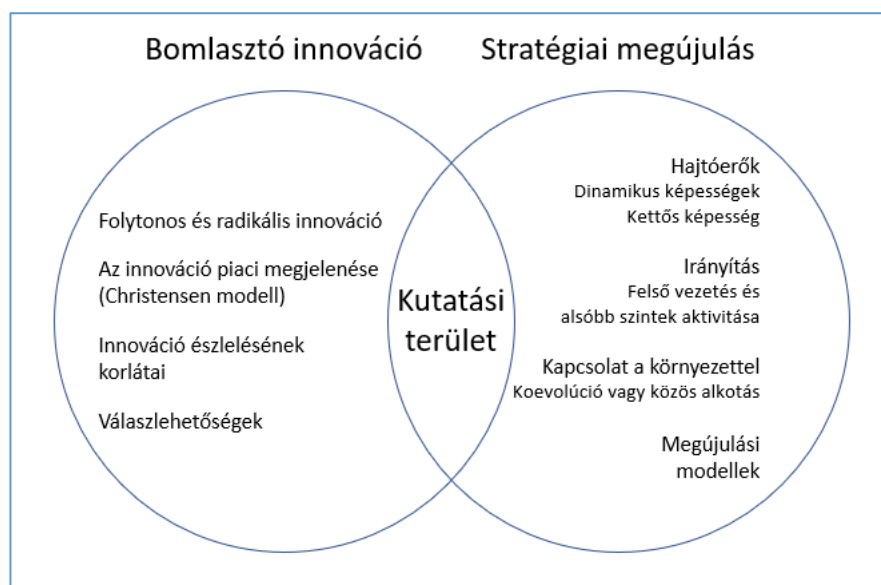 Bomlasztó innováció
Stratégiai megújulás
Folytonos és radikális innováció
Az innováció piaci megjelenése
(Christensen modell)
Innováció észlelésének
korlátai
Válaszlehetőségek
Kutatási
terület
Hajtóerők
Dinamikus képességek
Kettős képesség
Irányítás
Felső vezetés és
alsóbb szintek aktivitása
Kapcsolat a környezettel
Koevolúció vagy közös alkotás
Megújulási
modellek